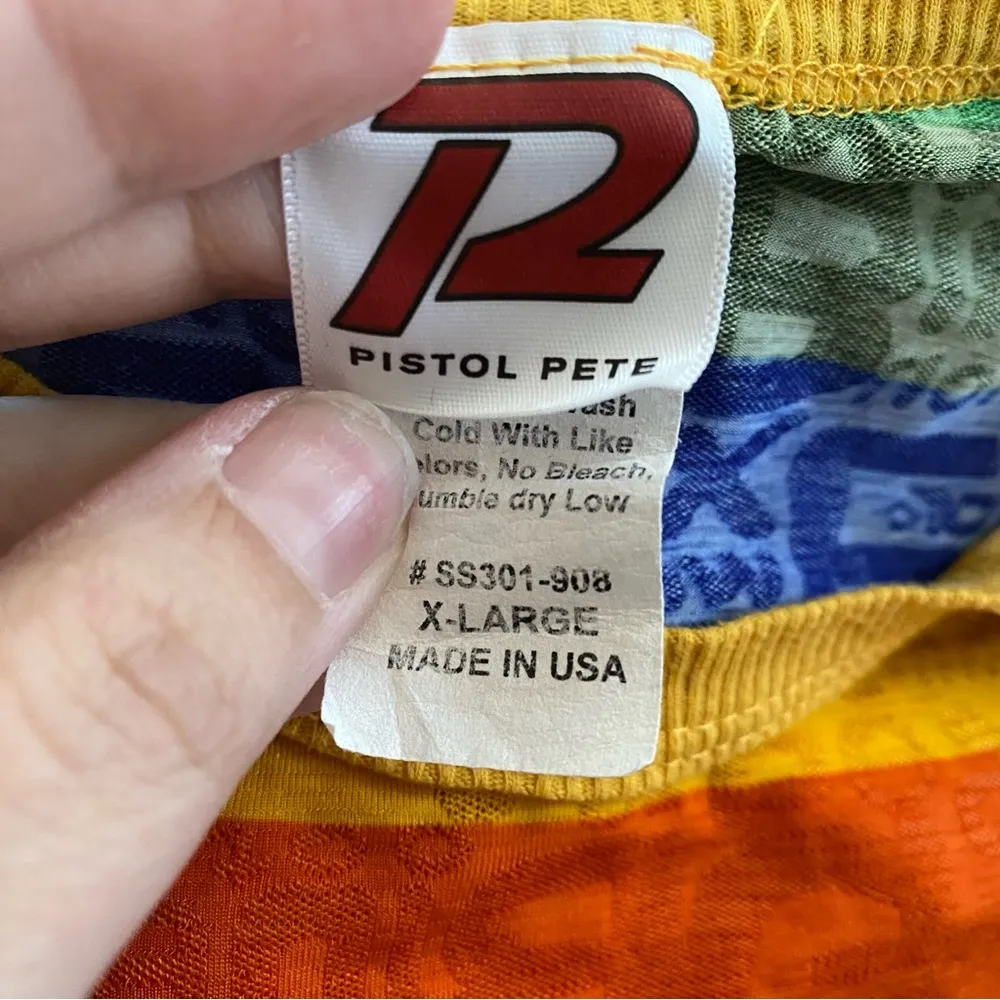 PISTOL PETE
Cold With Like
No Bleach,
dry Low
# SS301-908
X-LARGE
MADE IN USA